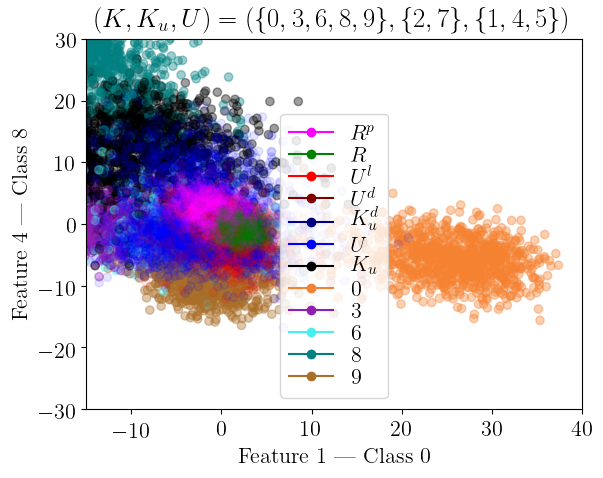 (K, K_u, U) = ({0, 3, 6, 8, 9}, {2, 7}, {1, 4, 5})
30
20
10
0
−10
−20
−30
Feature 4 — Class 8
R^p
R
U^l
U^d
K_u^d
U
K_u
0
3
6
8
9
−10
0
10
20
30
40
Feature 1 — Class 0